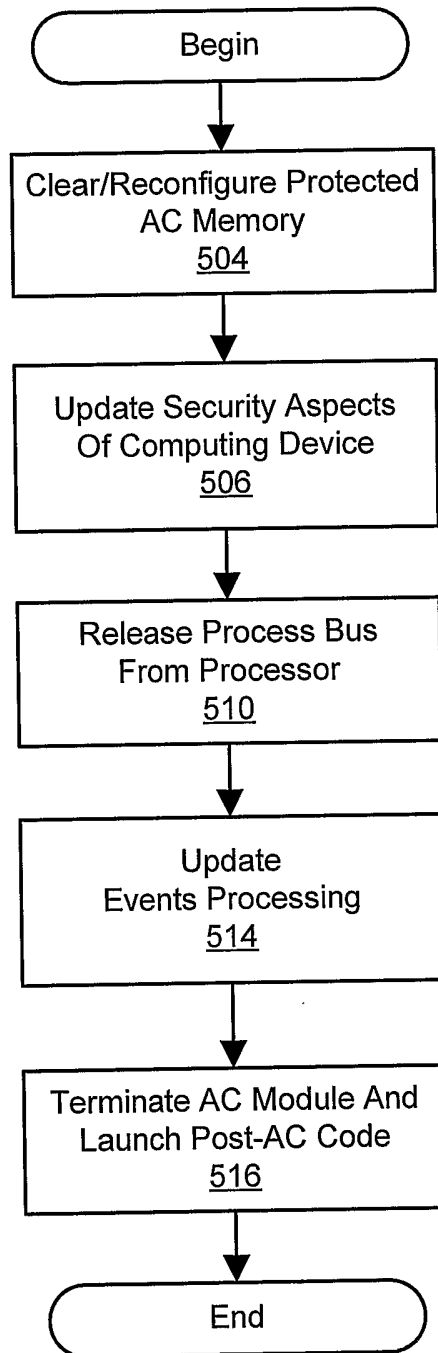 Begin
Clear/Reconfigure Protected
AC Memory
504
Update Security Aspects
Of Computing Device
506
Release Process Bus
From Processor
510
Update
Events Processing
514
Terminate AC Module And
Launch Post-AC Code
516
End